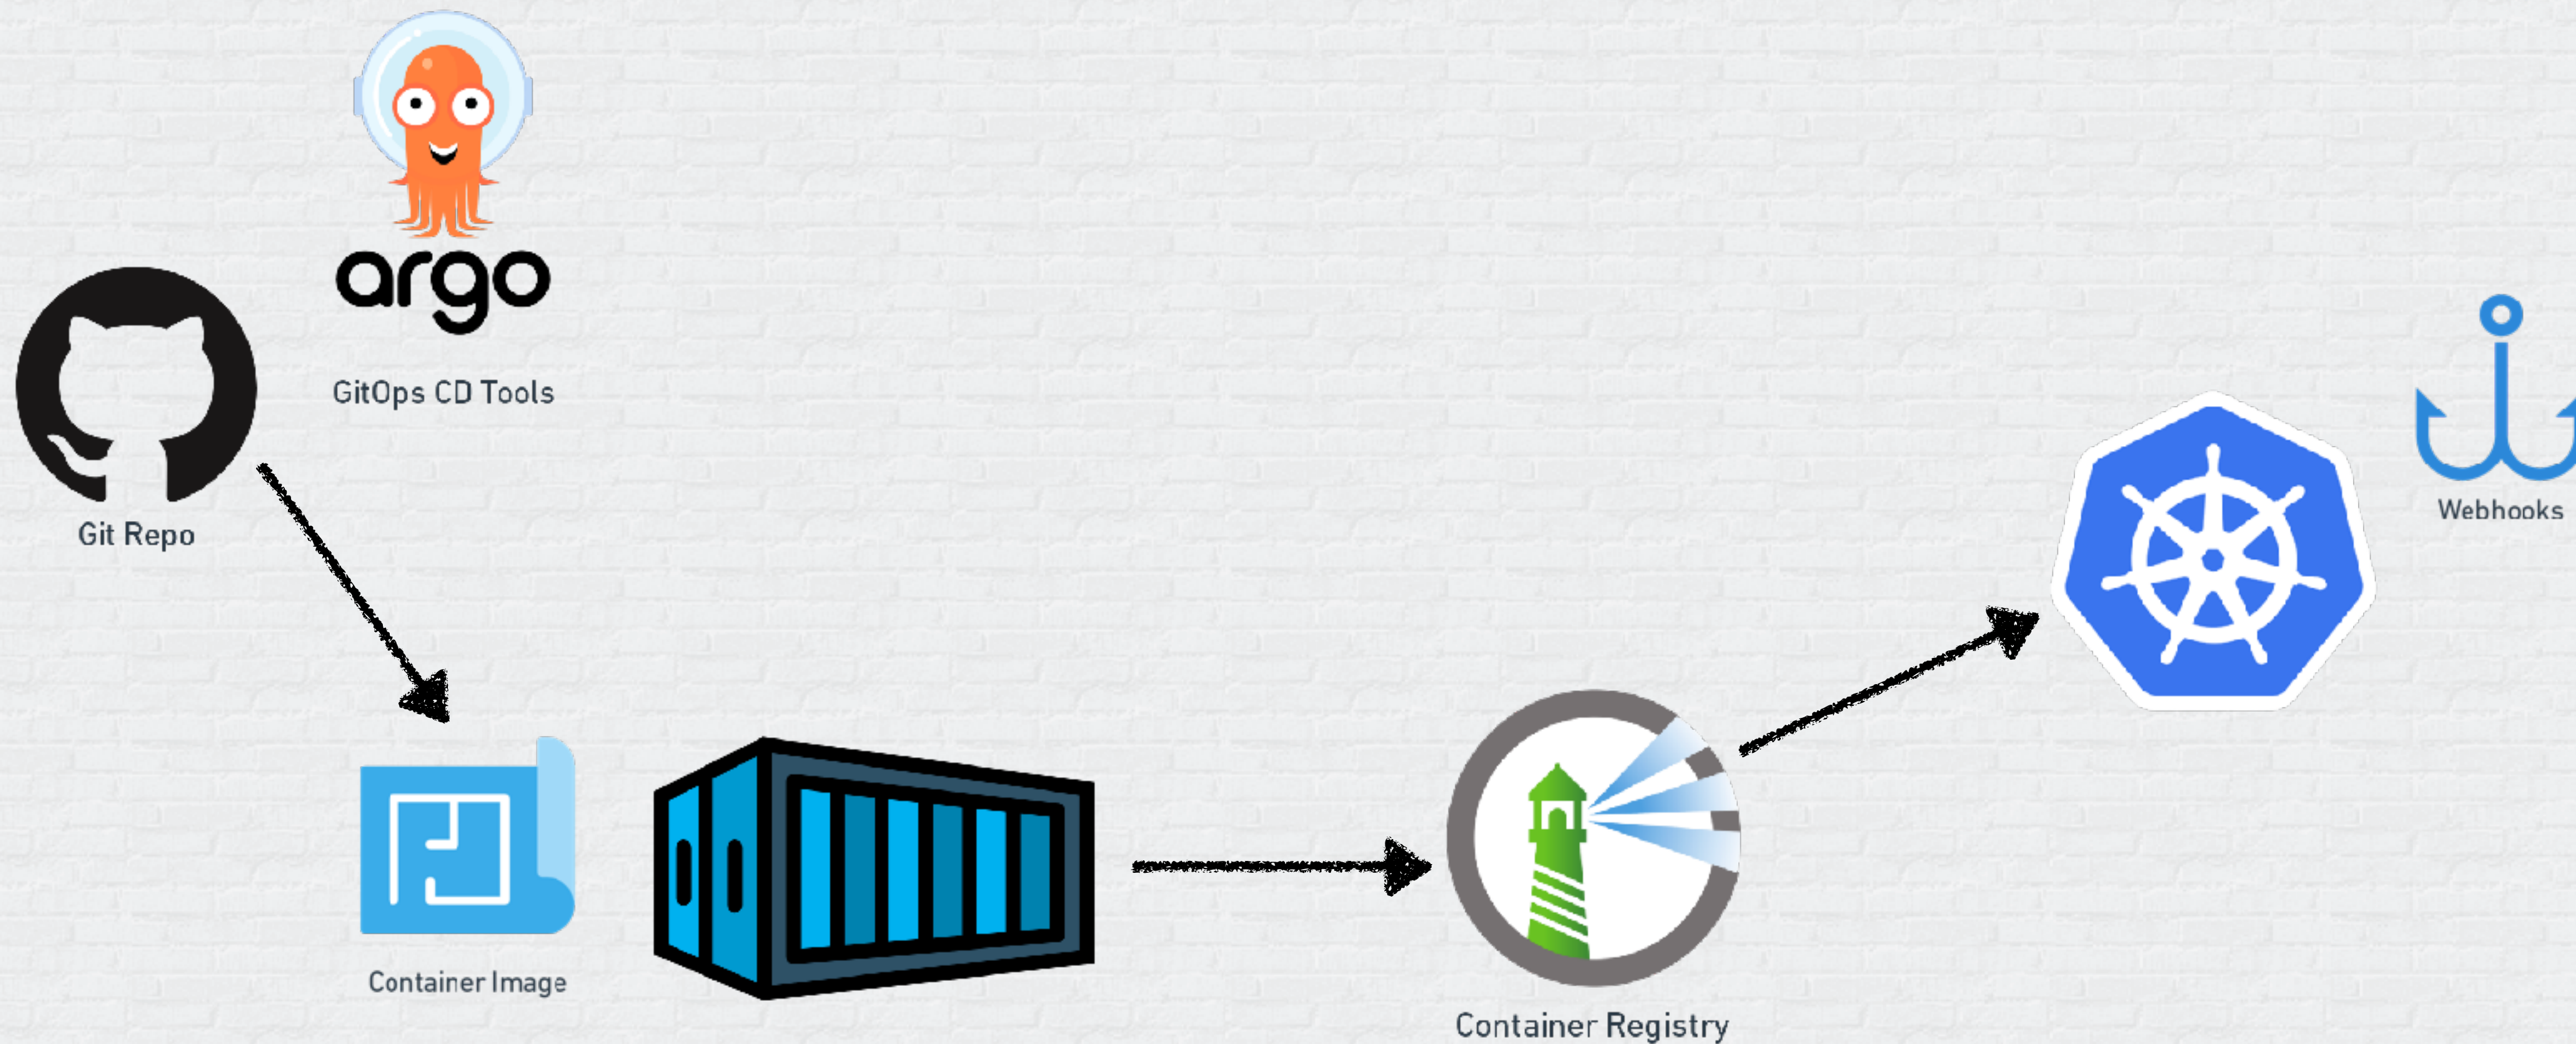 argo
GitOps CD Tools
Git Repo
Webhooks
Container Image
Container Registry